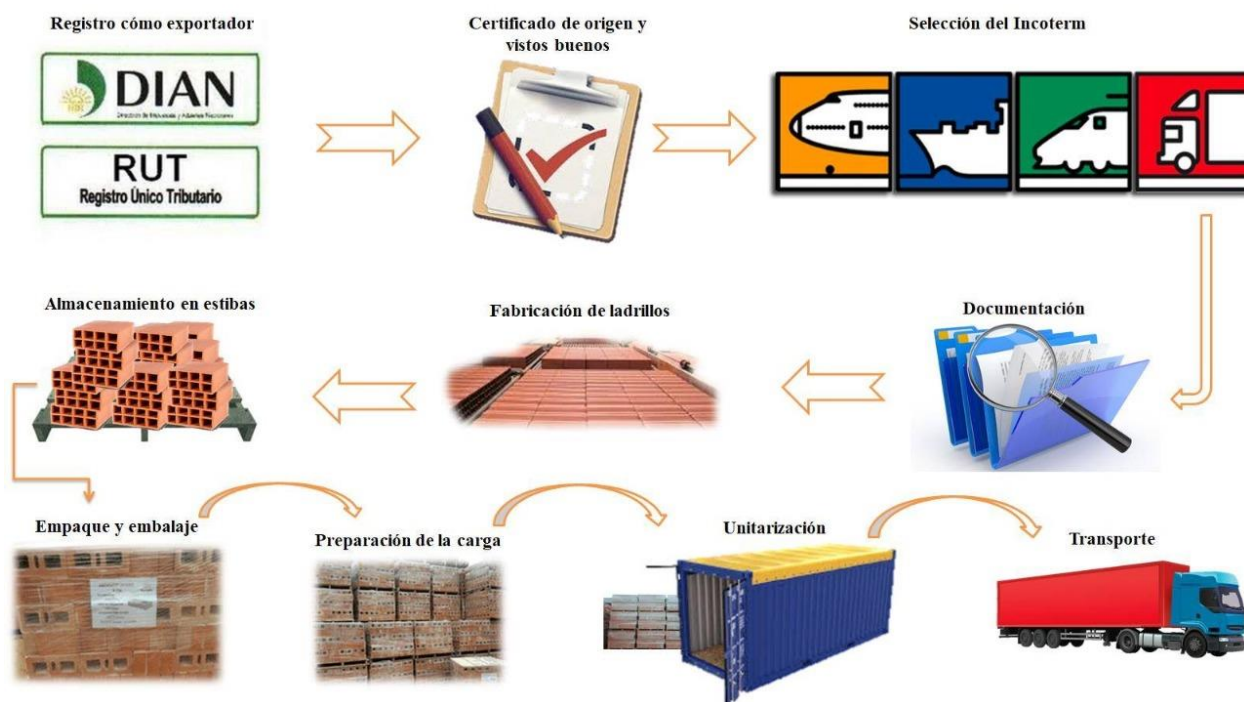 Registro cómo exportador
DIAN
RUT
Registro Único Tributario
Certificado de origen y
vistos buenos
Selección del Incoterm
Documentación
Fabricación de ladrillos
Almacenamiento en estibas
Empaque y embalaje
Preparación de la carga
Unitarización
Transporte